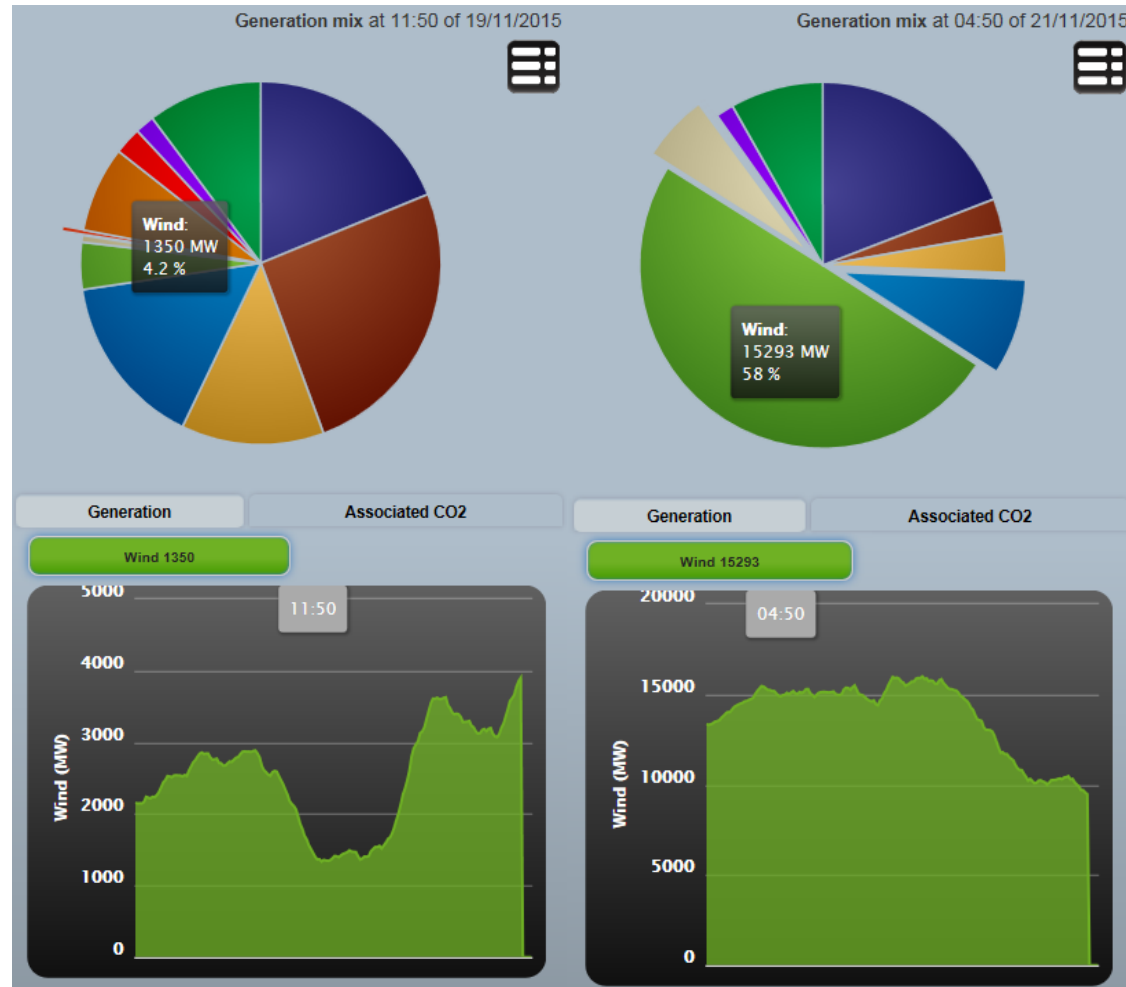 Generation mix at 11:50 of 19/11/2015
Wind:
1350 MW
4.2 %
Generation
Associated CO2
Wind 1350
11:50
5000
4000
3000
2000
1000
0
Wind (MW)
Generation mix at 04:50 of 21/11/2015
Wind:
15293 MW
58 %
Generation
Associated CO2
Wind 15293
04:50
20000
15000
10000
5000
0
Wind (MW)